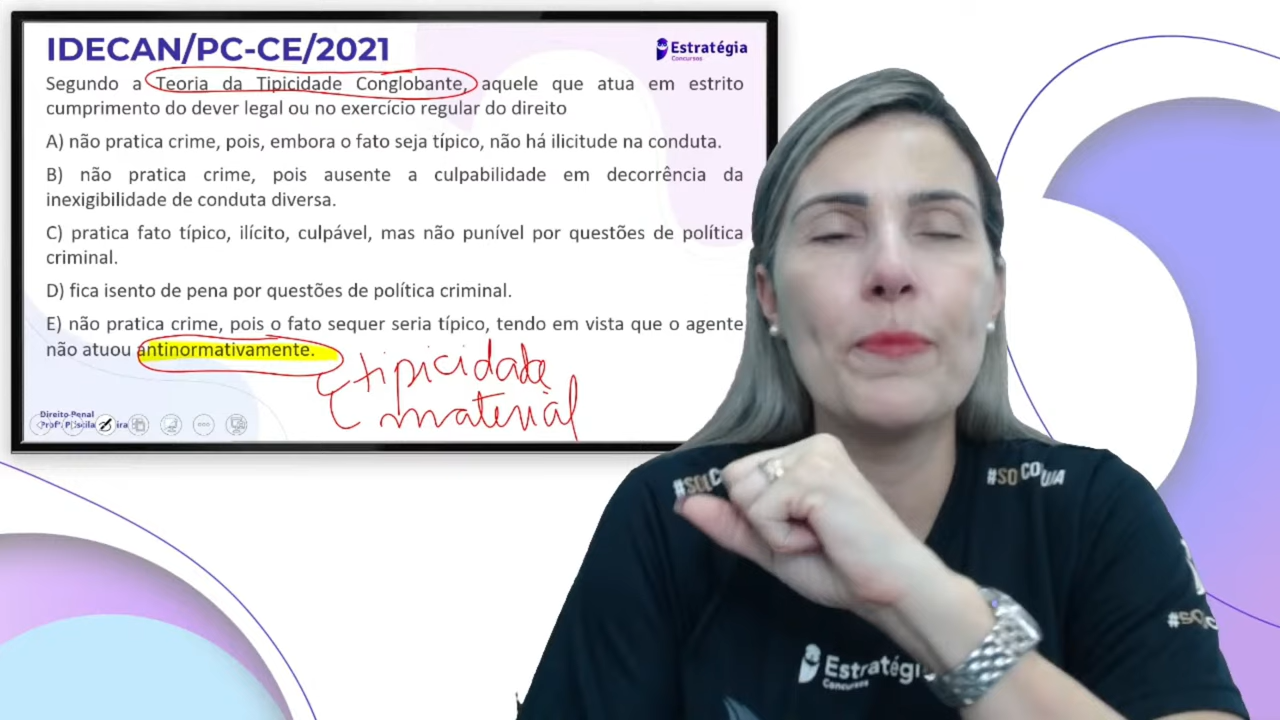 IDECAN/PC-CE/2021
Estratégia
Concursos
Segundo a Teoria da Tipicidade Conglobante, aquele que atua em estrito
cumprimento do dever legal ou no exercício regular do direito
A) não pratica crime, pois, embora o fato seja típico, não há ilicitude na conduta.
B) não pratica crime, pois ausente a culpabilidade em decorrência da
inexigibilidade de conduta diversa.
C) pratica fato típico, ilícito, culpável, mas não punível por questões de política
criminal.
D) fica isento de pena por questões de política criminal.
E) não pratica crime, pois o fato sequer seria típico, tendo em vista que o agente
não atuou antinormativamente.
tipicidade
material
Direito Penal
Estratégi
Concursos